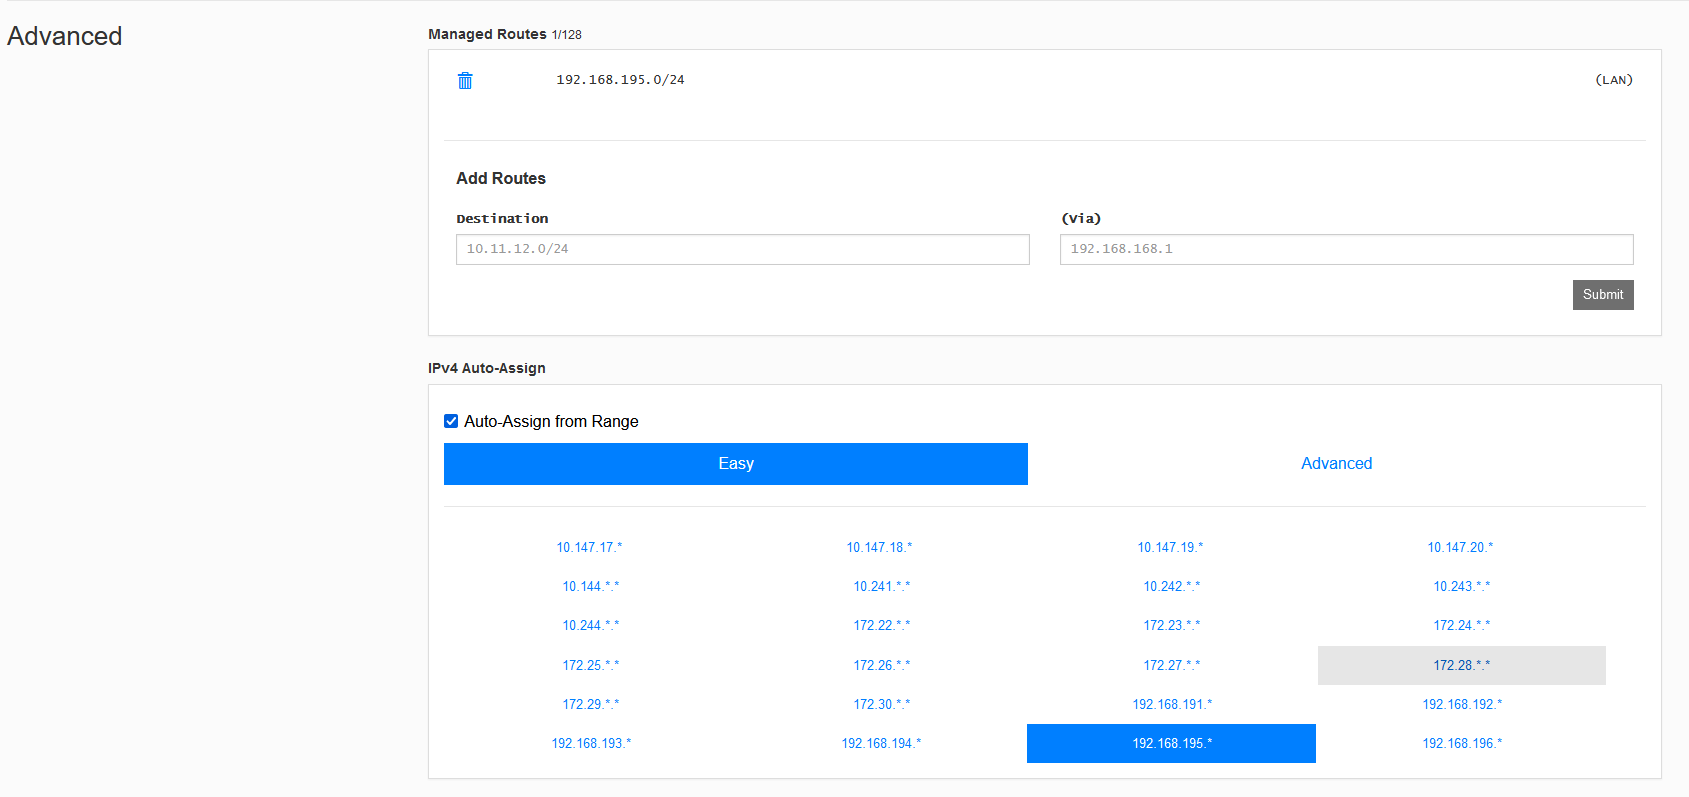 Advanced
Managed Routes 1/128
192.168.195.0/24 (LAN)
Add Routes
Destination (Via)
10.11.12.0/24 192.168.168.1
Submit
IPv4 Auto-Assign
Auto-Assign from Range
Easy Advanced
10.147.17.* 10.147.18.* 10.147.19.* 10.147.20.*
10.144.*.* 10.241.*.* 10.242.*.* 10.243.*.*
10.244.*.* 172.22.*.* 172.23.*.* 172.24.*.*
172.25.*.* 172.26.*.* 172.27.*.* 172.28.*.*
172.29.*.* 172.30.*.* 192.168.191.* 192.168.192.*
192.168.193.* 192.168.194.* 192.168.195.* 192.168.196.*